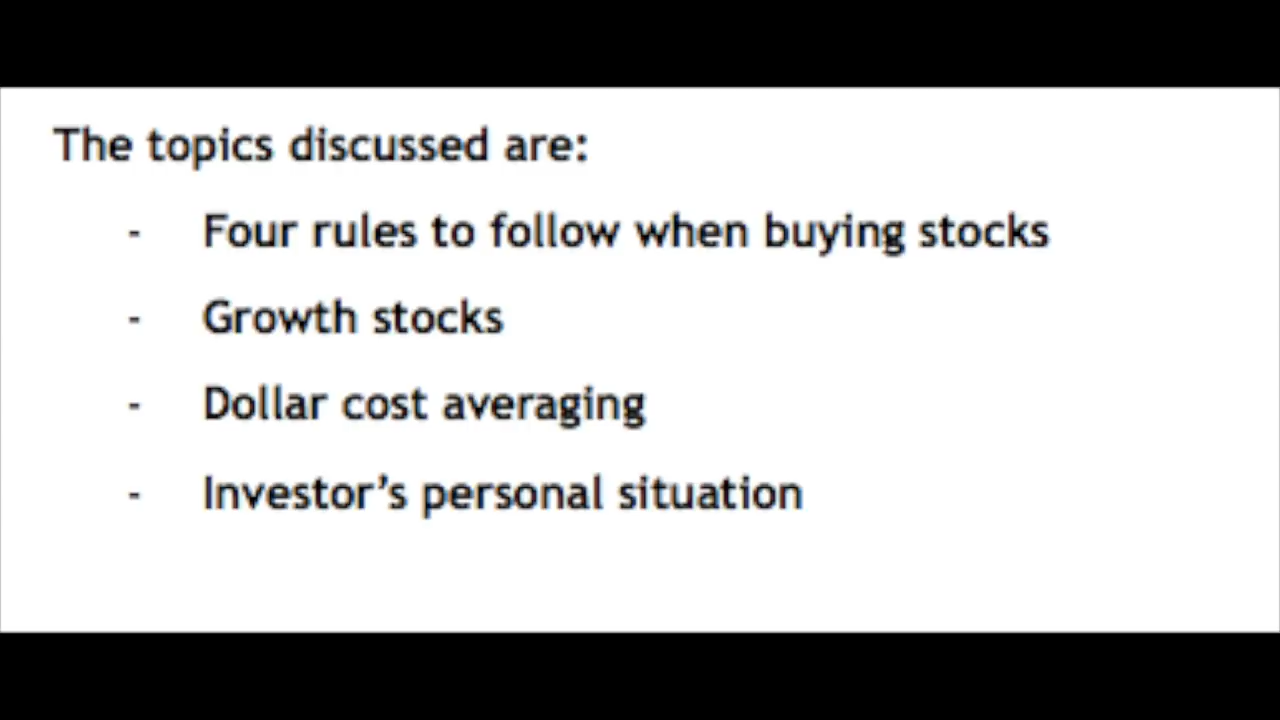 The topics discussed are:
- Four rules to follow when buying stocks
- Growth stocks
- Dollar cost averaging
- Investor’s personal situation